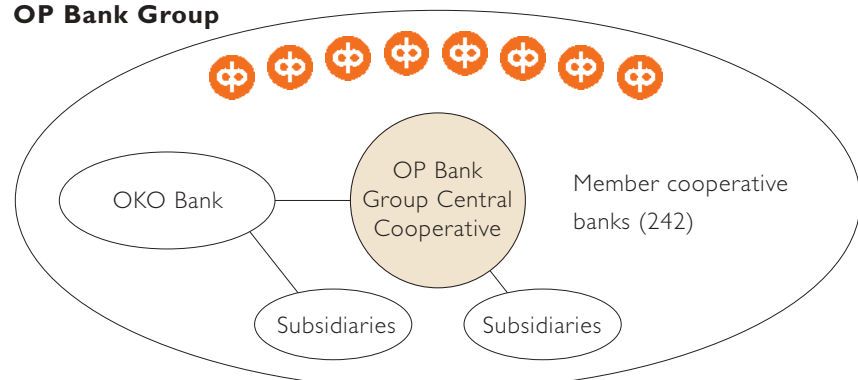 OP Bank Group
OKO Bank
OP Bank
Group Central
Cooperative
Member cooperative
banks (242)
Subsidiaries
Subsidiaries